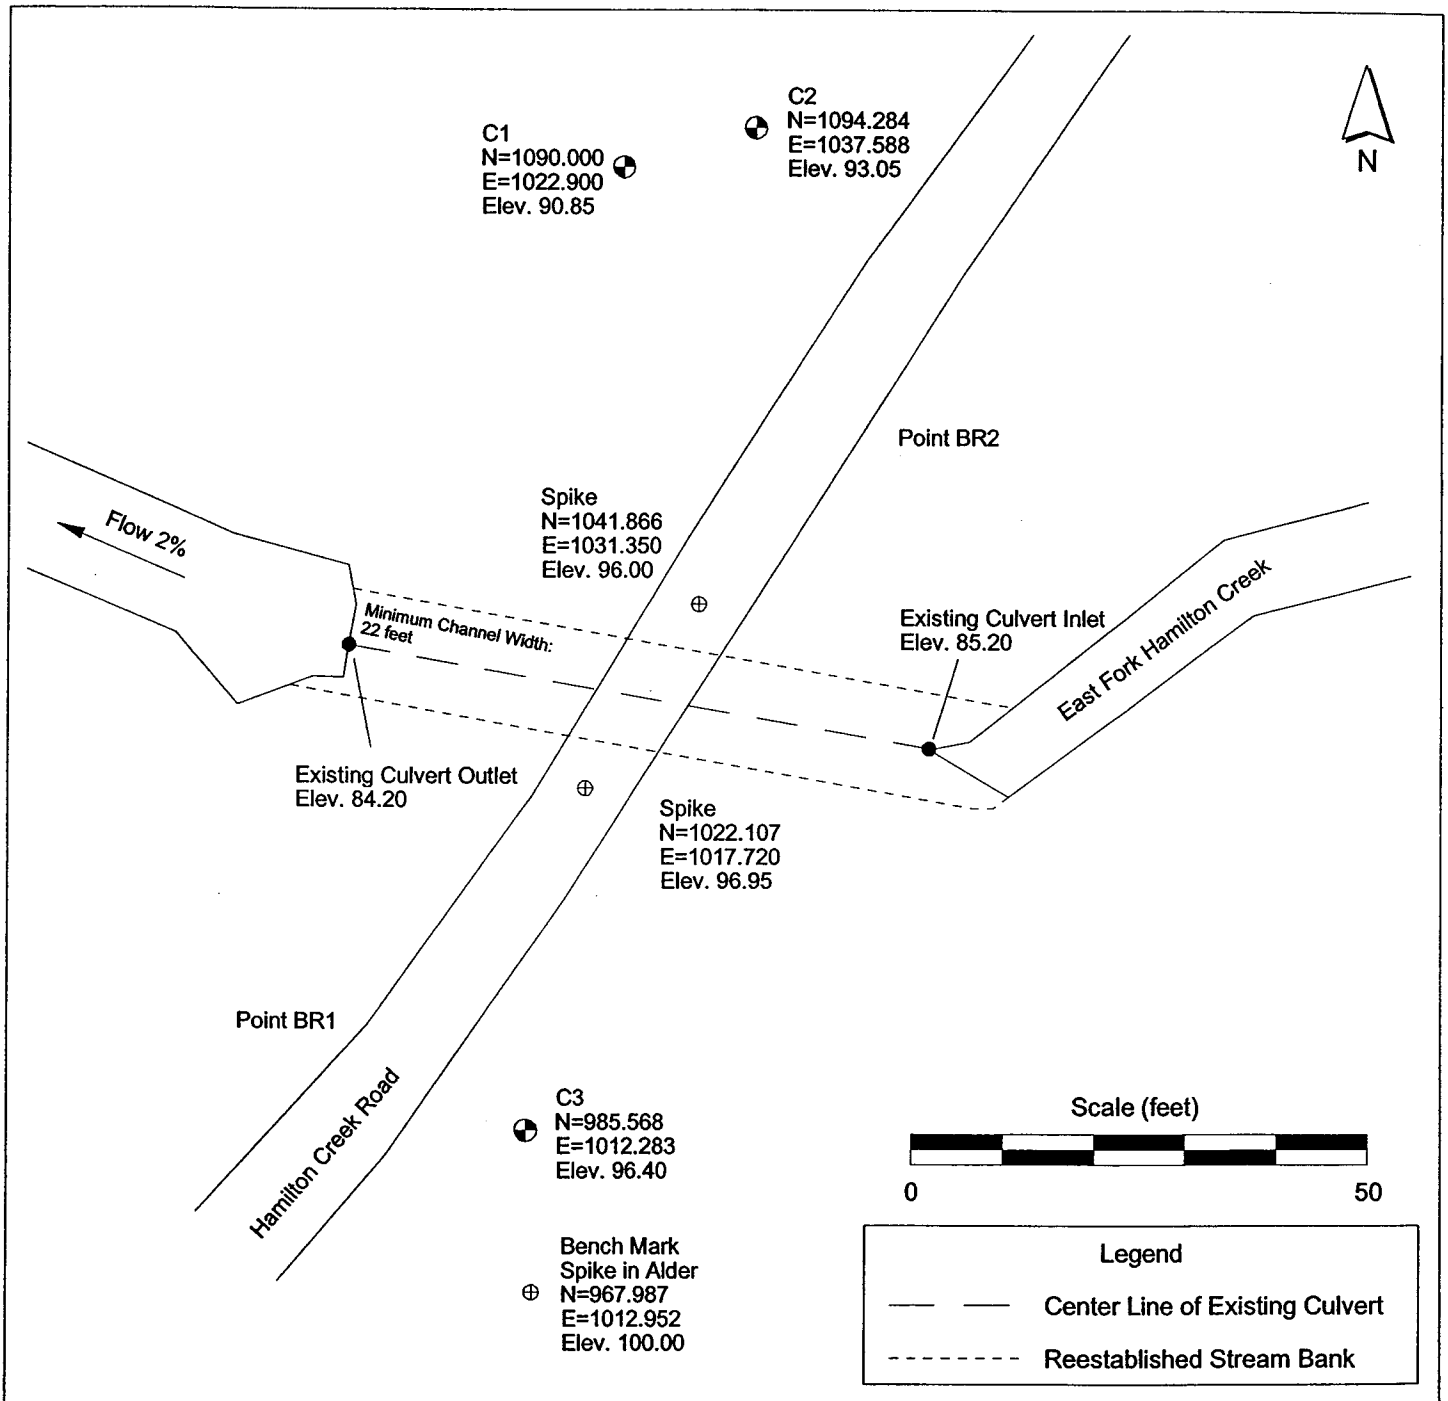 C1
N=1090.000
E=1022.900
Elev. 90.85
C2
N=1094.284
E=1037.588
Elev. 93.05
N
Point BR2
Spike
N=1041.866
E=1031.350
Elev. 96.00
Flow 2%
Minimum Channel Width:
22 feet
Existing Culvert Inlet
Elev. 85.20
East Fork Hamilton Creek
Existing Culvert Outlet
Elev. 84.20
Spike
N=1022.107
E=1017.720
Elev. 96.95
Point BR1
Hamilton Creek Road
C3
N=985.568
E=1012.283
Elev. 96.40
Scale (feet)
0 50
Bench Mark
Spike in Alder
N=967.987
E=1012.952
Elev. 100.00
Legend
Center Line of Existing Culvert
Reestablished Stream Bank